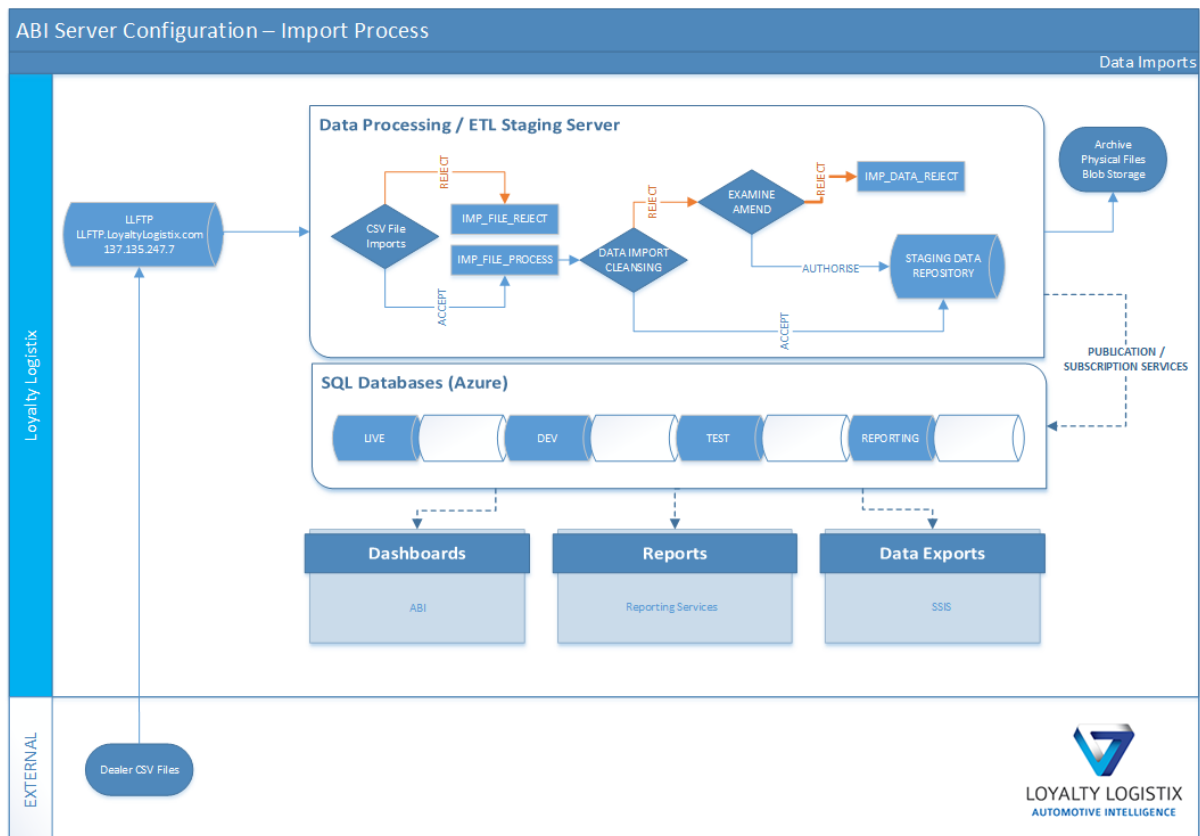 ABI Server Configuration – Import Process
Data Imports
Loyalty Logistix
Data Processing / ETL Staging Server
LLFTP
LLFTP.LoyaltyLogistix.com
137.135.247.7
CSV File
Imports
REJECT
IMP_FILE_REJECT
IMP_FILE_PROCESS
ACCEPT
DATA IMPORT
CLEANSING
REJECT
EXAMINE
AMEND
REJECT
IMP_DATA_REJECT
AUTHORISE
STAGING DATA
REPOSITORY
ACCEPT
Archive
Physical Files
Blob Storage
PUBLICATION /
SUBSCRIPTION SERVICES
SQL Databases (Azure)
LIVE
DEV
TEST
REPORTING
Dashboards
ABI
Reports
Reporting Services
Data Exports
SSIS
EXTERNAL
Dealer CSV Files
LOYALTY LOGISTIX
AUTOMOTIVE INTELLIGENCE